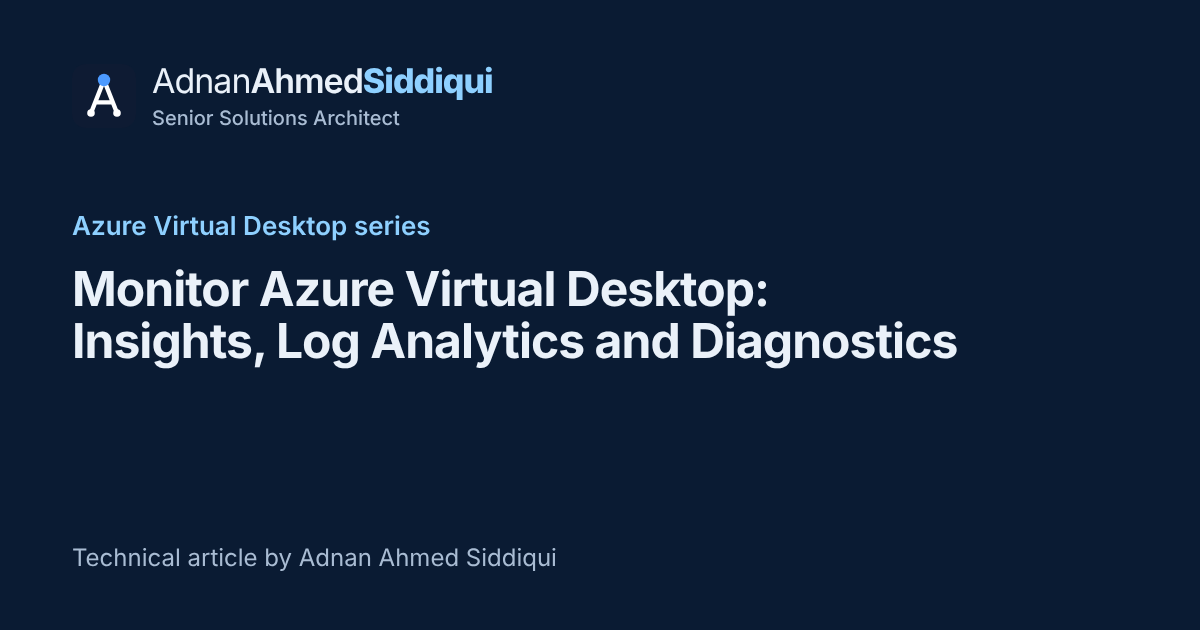 AdnanAhmedSiddiqui
Senior Solutions Architect
Azure Virtual Desktop series
Monitor Azure Virtual Desktop:
Insights, Log Analytics and Diagnostics
Technical article by Adnan Ahmed Siddiqui